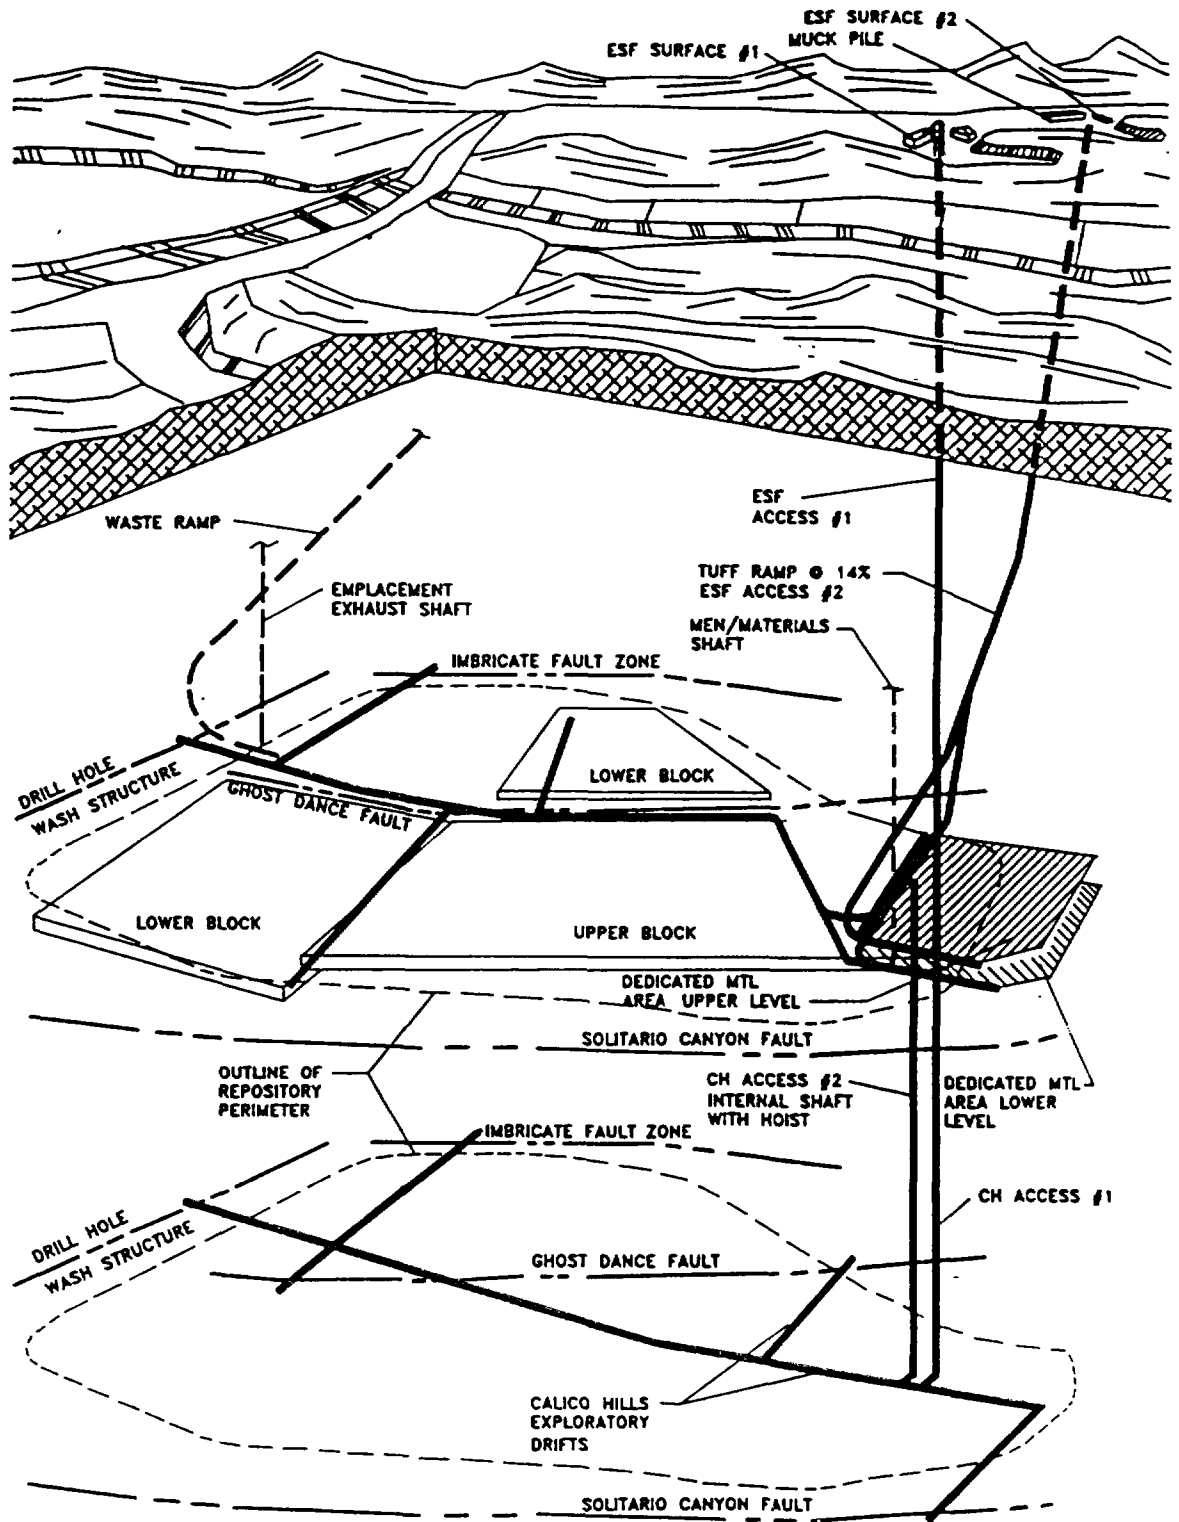 ESF SURFACE #2
MUCK PILE
ESF SURFACE #1
ESF
ACCESS #1
WASTE RAMP
EMPLACEMENT
EXHAUST SHAFT
TUFF RAMP @ 14%
ESF ACCESS #2
MEN/MATERIALS
SHAFT
IMBRICATE FAULT ZONE
DRILL HOLE
WASH STRUCTURE
GHOST DANCE FAULT
LOWER BLOCK
LOWER BLOCK
UPPER BLOCK
DEDICATED MTL
AREA UPPER LEVEL
SOLITARIO CANYON FAULT
OUTLINE OF
REPOSITORY
PERIMETER
CH ACCESS #2
INTERNAL SHAFT
WITH HOIST
DEDICATED MTL
AREA LOWER
LEVEL
IMBRICATE FAULT ZONE
CH ACCESS #1
DRILL HOLE
WASH STRUCTURE
GHOST DANCE FAULT
CALICO HILLS
EXPLORATORY
DRIFTS
SOLITARIO CANYON FAULT